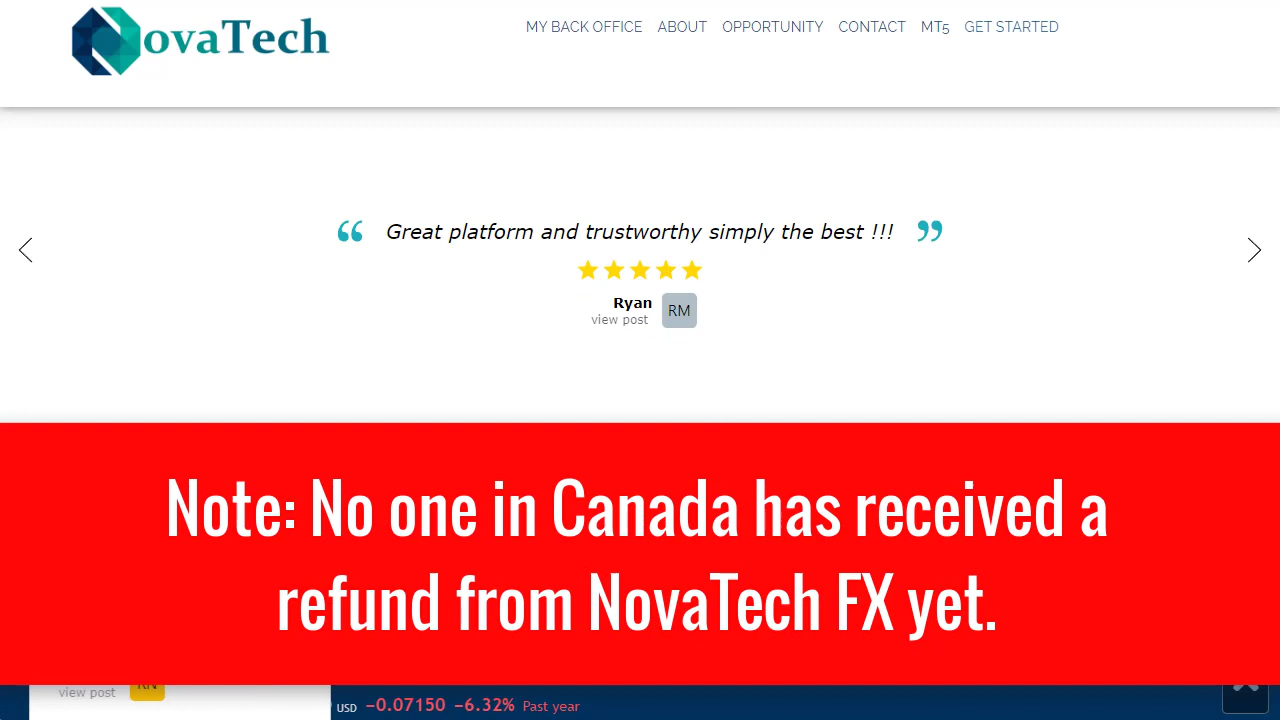 NovaTech
MY BACK OFFICE ABOUT OPPORTUNITY CONTACT MT5 GET STARTED
“ Great platform and trustworthy simply the best !!! ”
Ryan
view post
RM
Note: No one in Canada has received a
refund from NovaTech FX yet.
view post
RN
USD −0.07150 −6.32% Past year